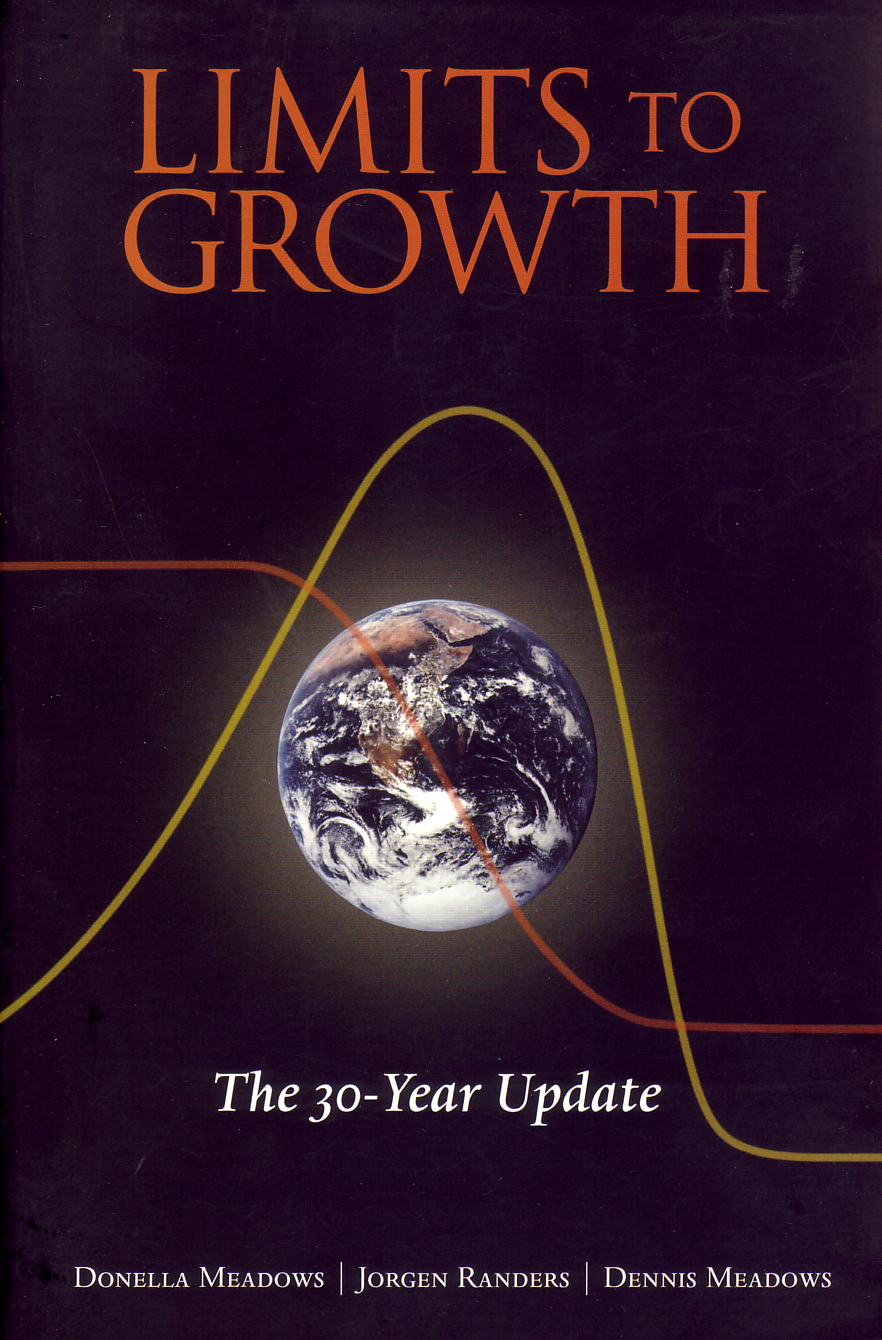 LIMITS TO
GROWTH
The 30-Year Update
DONELLA MEADOWS | JORGEN RANDERS | DENNIS MEADOWS